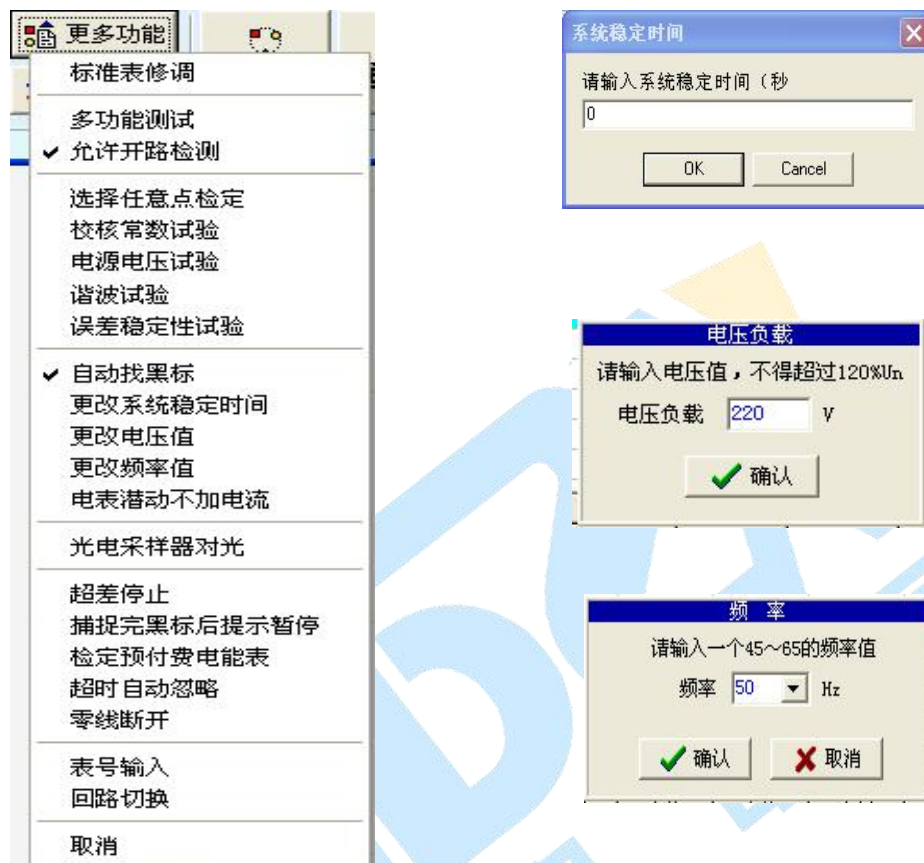 更多功能
标准表修调
多功能测试
允许开路检测
选择任意点检定
校核常数试验
电源电压试验
谐波试验
误差稳定性试验
自动找黑标
更改系统稳定时间
更改电压值
更改频率值
电表潜动不加电流
光电采样器对光
超差停止
捕捉完黑标后提示暂停
检定预付费电能表
超时自动忽略
零线断开
表号输入
回路切换
取消
系统稳定时间
请输入系统稳定时间（秒
0
OK Cancel
电压负载
请输入电压值，不得超过120%Un
电压负载 220 V
确认
频 率
请输入一个45～65的频率值
频率 50 Hz
确认 取消